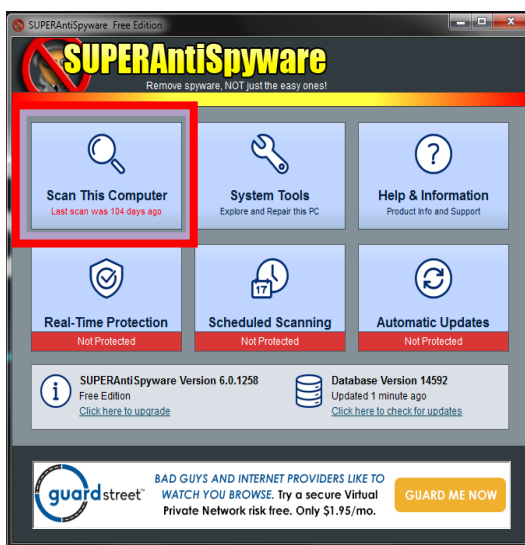 SUPERAntiSpyware Free Edition
SUPERAntiSpyware
Remove spyware, NOT just the easy ones!
Scan This Computer
Last scan was 104 days ago
System Tools
Explore and Repair this PC
Help & Information
Product Info and Support
Real-Time Protection
Not Protected
Scheduled Scanning
Not Protected
Automatic Updates
Not Protected
SUPERAntiSpyware Version 6.0.1258
Free Edition
Click here to upgrade
Database Version 14592
Updated 1 minute ago
Click here to check for updates
guardstreet
BAD GUYS AND INTERNET PROVIDERS LIKE TO
WATCH YOU BROWSE. Try a secure Virtual
Private Network risk free. Only $1.95/mo.
GUARD ME NOW